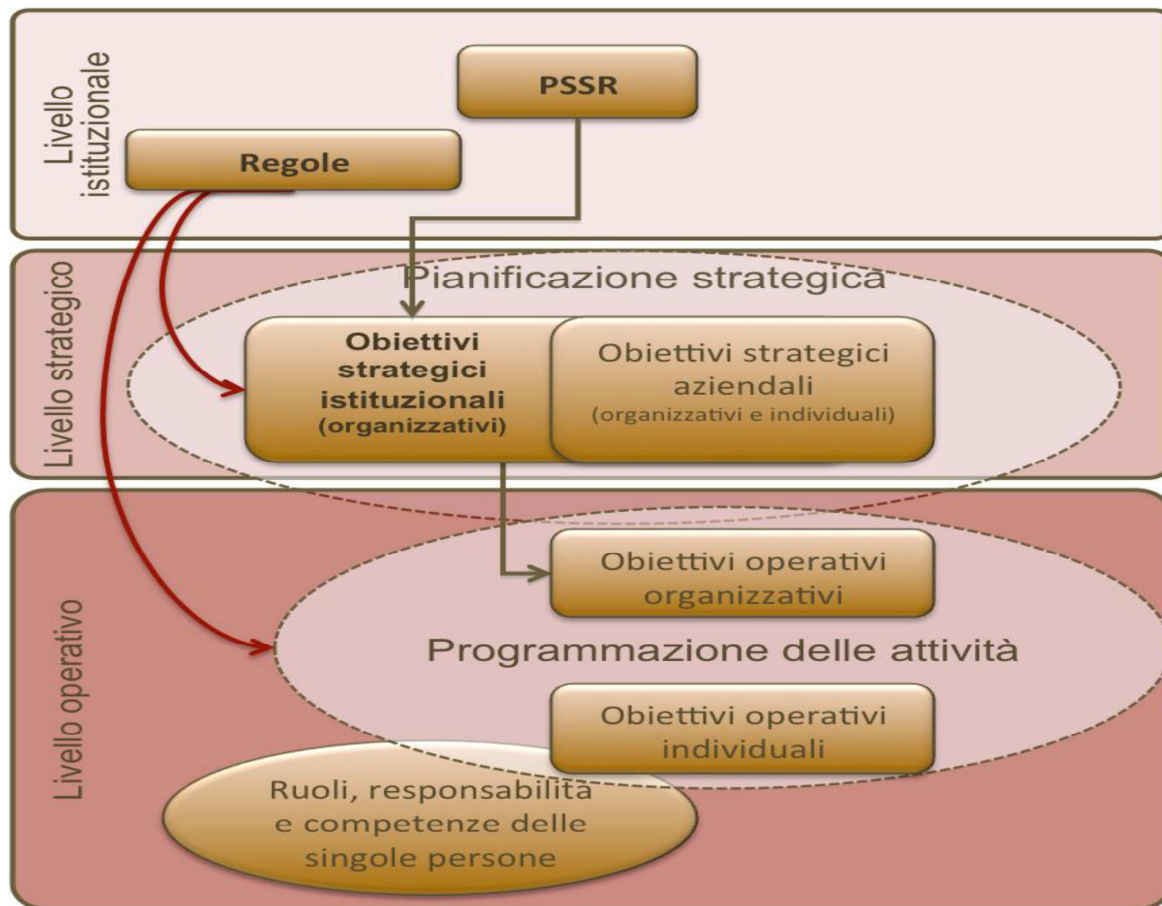 Livello
istituzionale
PSSR
Regole
Livello strategico
Pianificazione strategica
Obiettivi
strategici
istituzionali
(organizzativi)
Obiettivi strategici
aziendali
(organizzativi e individuali)
Livello operativo
Obiettivi operativi
organizzativi
Programmazione delle attività
Obiettivi operativi
individuali
Ruoli, responsabilità
e competenze delle
singole persone